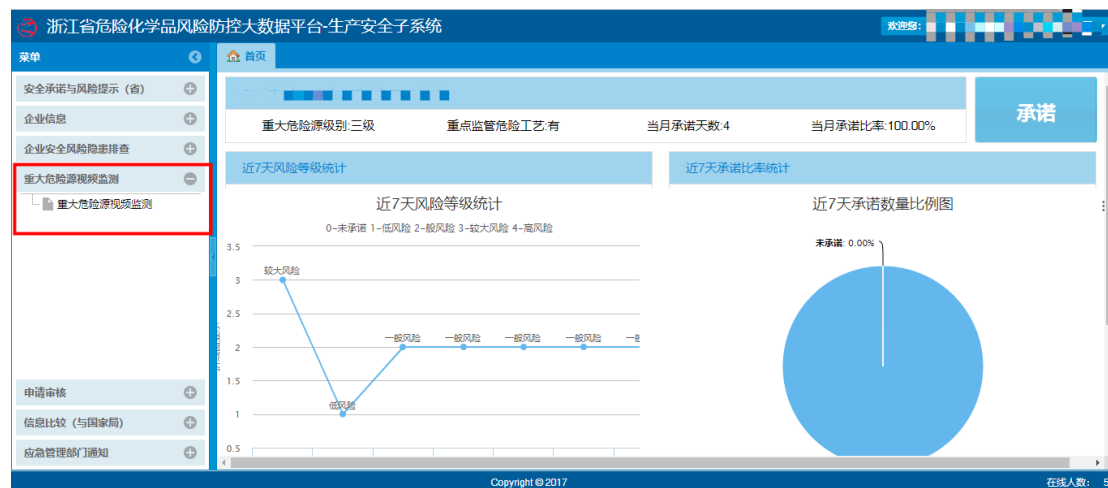 浙江省危险化学品风险防控大数据平台-生产安全子系统
欢迎您:
菜单
首页
安全承诺与风险提示（省）
企业信息
企业安全风险隐患排查
重大危险源视频监测
重大危险源视频监测
申请审核
信息比较（与国家局）
应急管理部门通知
重大危险源级别:三级 重点监管危险工艺:有 当月承诺天数:4 当月承诺比率:100.00%
承诺
近7天风险等级统计
近7天承诺比率统计
近7天风险等级统计
0-未承诺 1-低风险 2-般风险 3-较大风险 4-高风险
3.5
3
2.5
2
1.5
1
0.5
较大风险
低风险
一般风险
一般风险
一般风险
一般风险
近7天承诺数量比例图
未承诺: 0.00%
Copyright © 2017
在线人数: 5